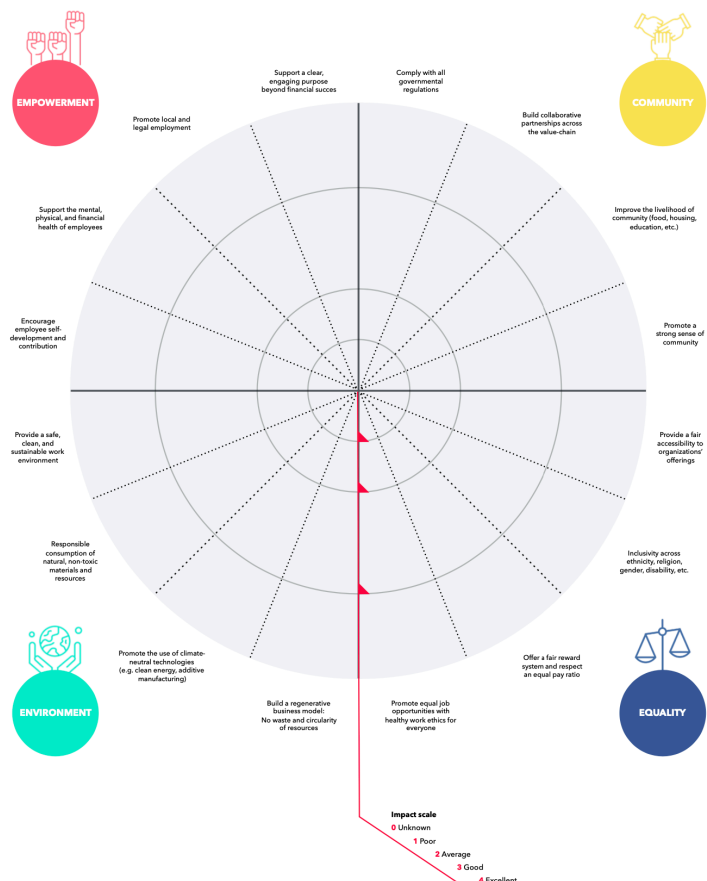 EMPOWERMENT
Support a clear,
engaging purpose
beyond financial succes
Comply with all
governmental
regulations
COMMUNITY
Promote local and
legal employment
Build collaborative
partnerships across
the value-chain
Support the mental,
physical, and financial
health of employees
Improve the livelihood of
community (food, housing,
education, etc.)
Encourage
employee self-
development and
contribution
Promote a
strong sense of
community
Provide a safe,
clean, and
sustainable work
environment
Provide a fair
accessibility to
organizations'
offerings
Responsible
consumption of
natural, non-toxic
materials and
resources
Inclusivity across
ethnicity, religion,
gender, disability, etc.
Promote the use of climate-
neutral technologies
(e.g. clean energy, additive
manufacturing)
Offer a fair reward
system and respect
an equal pay ratio
ENVIRONMENT
Build a regenerative
business model:
No waste and circularity
of resources
Promote equal job
opportunities with
healthy work ethics for
everyone
EQUALITY
Impact scale
0 Unknown
1 Poor
2 Average
3 Good
4 Excellent